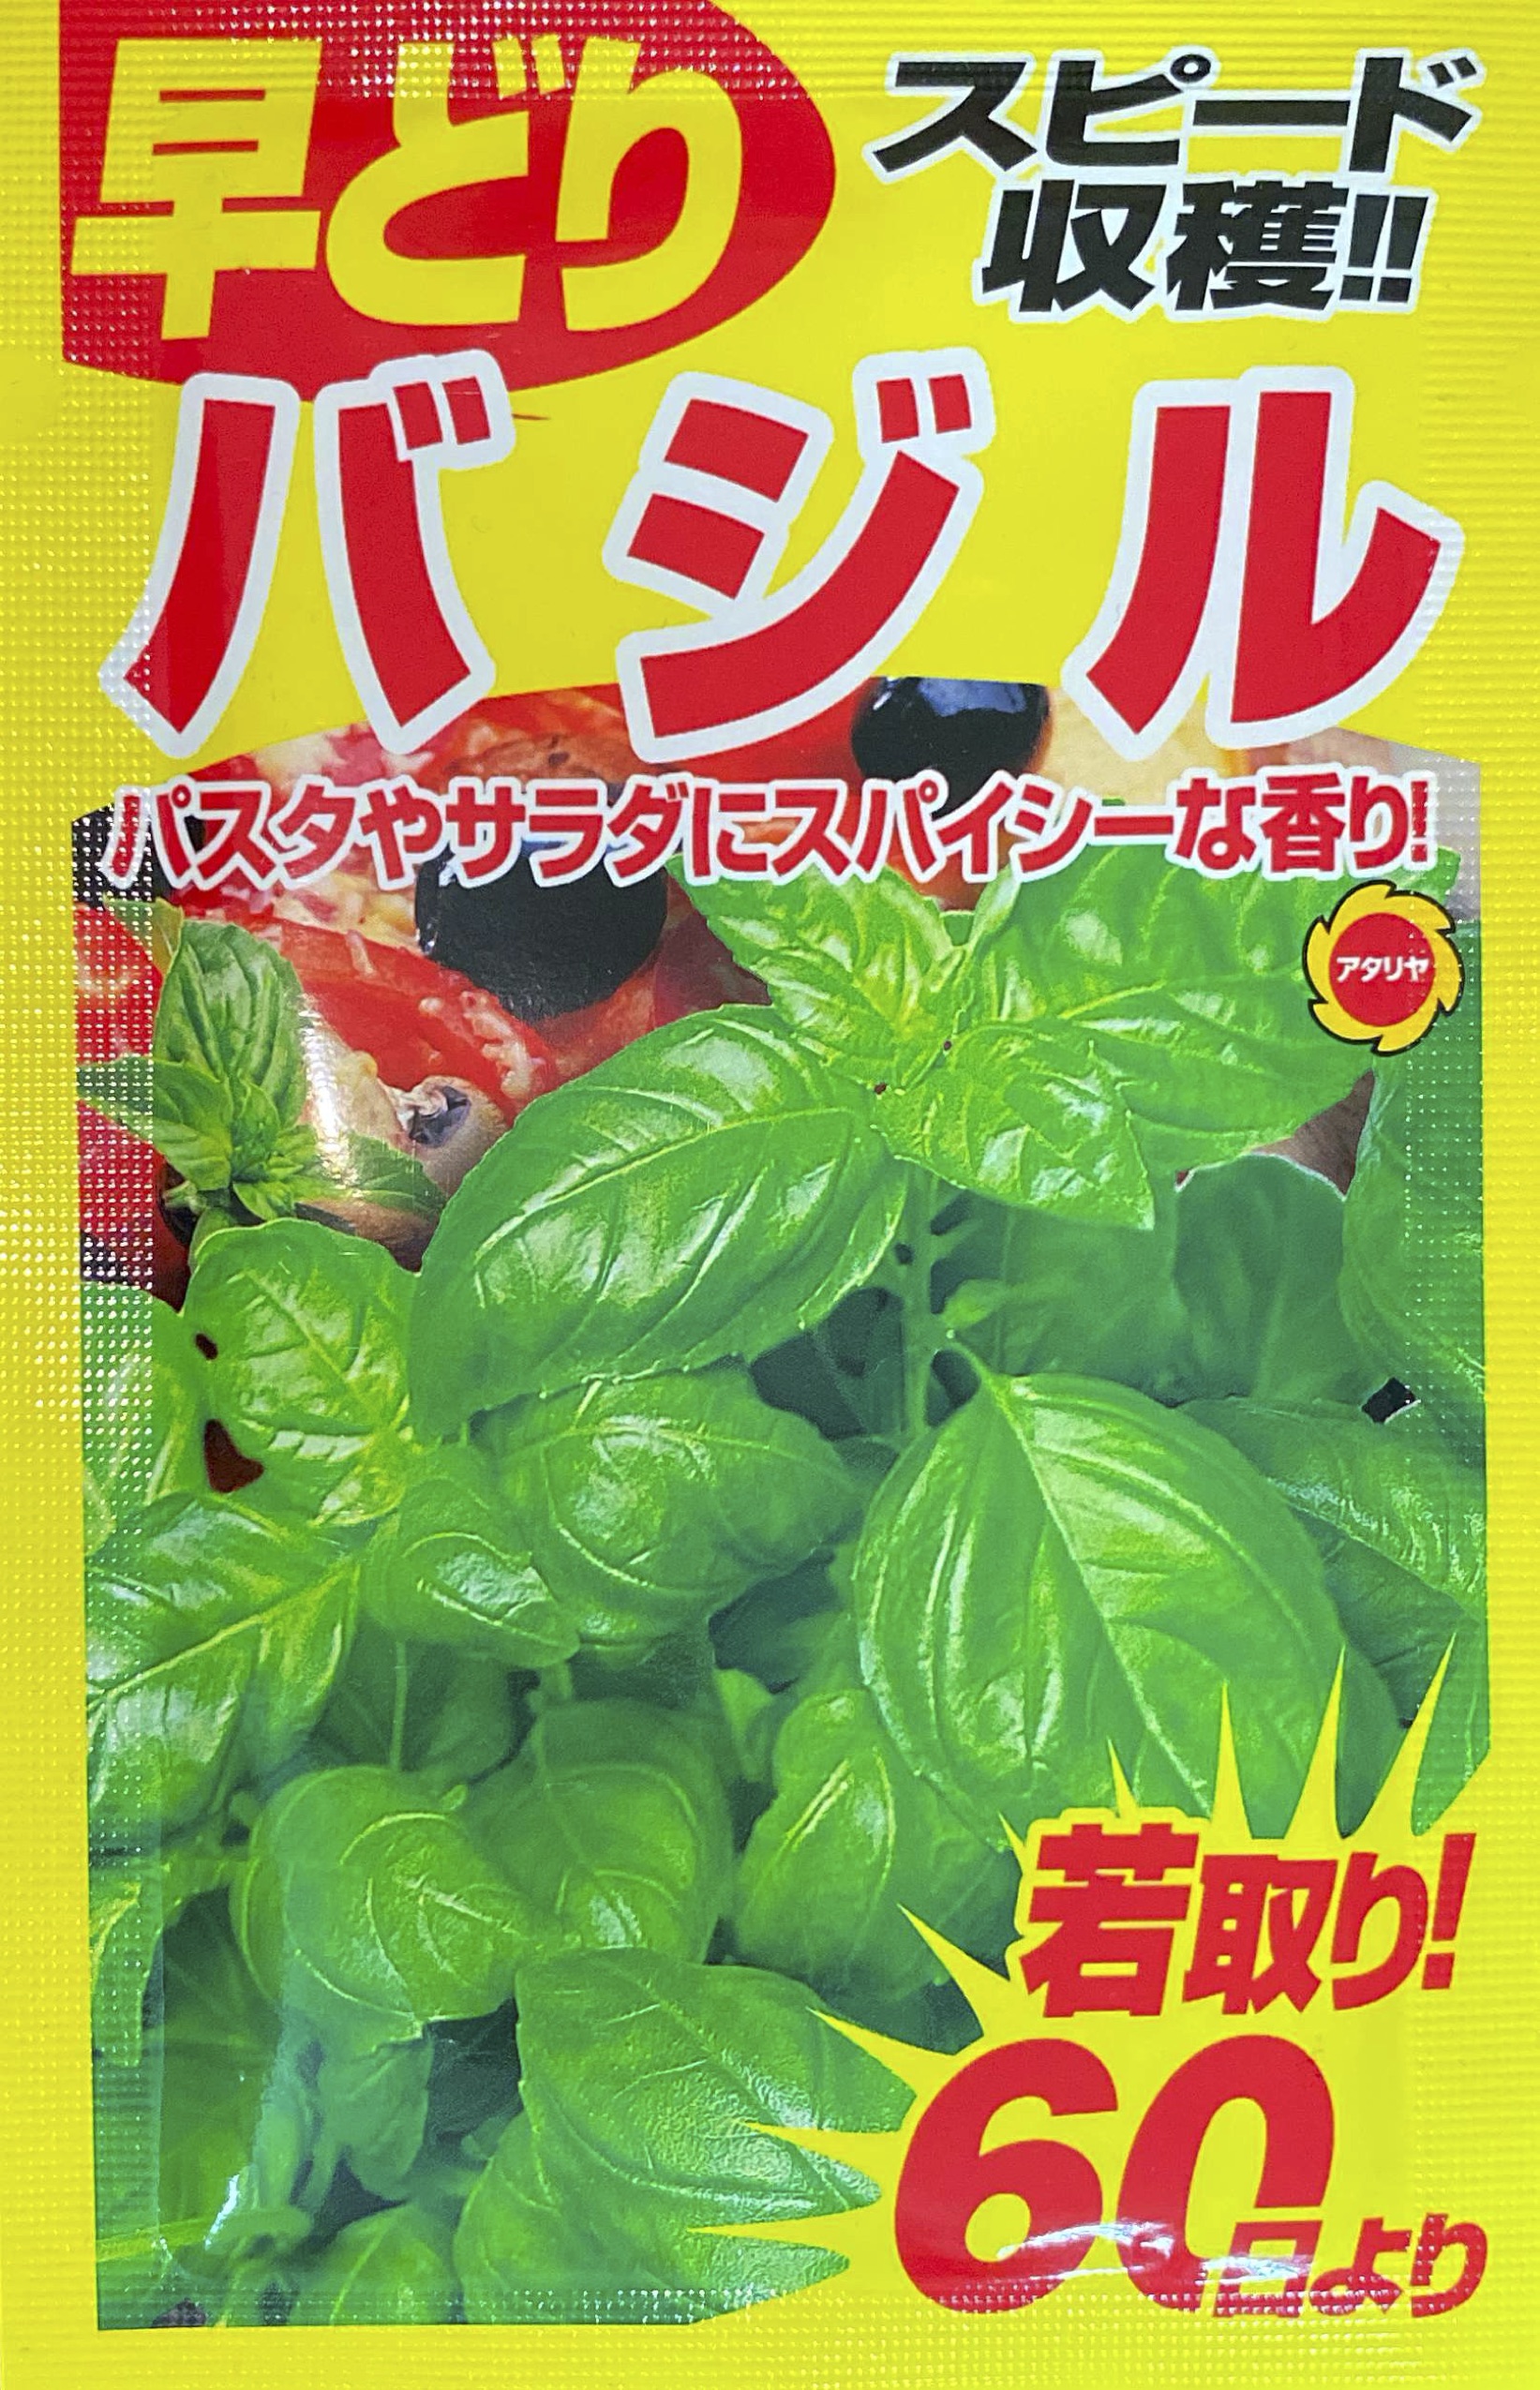 早どり
スピード
収穫!!
バジル
パスタやサラダにスパイシーな香り!
アタリヤ
若取り!
60日より